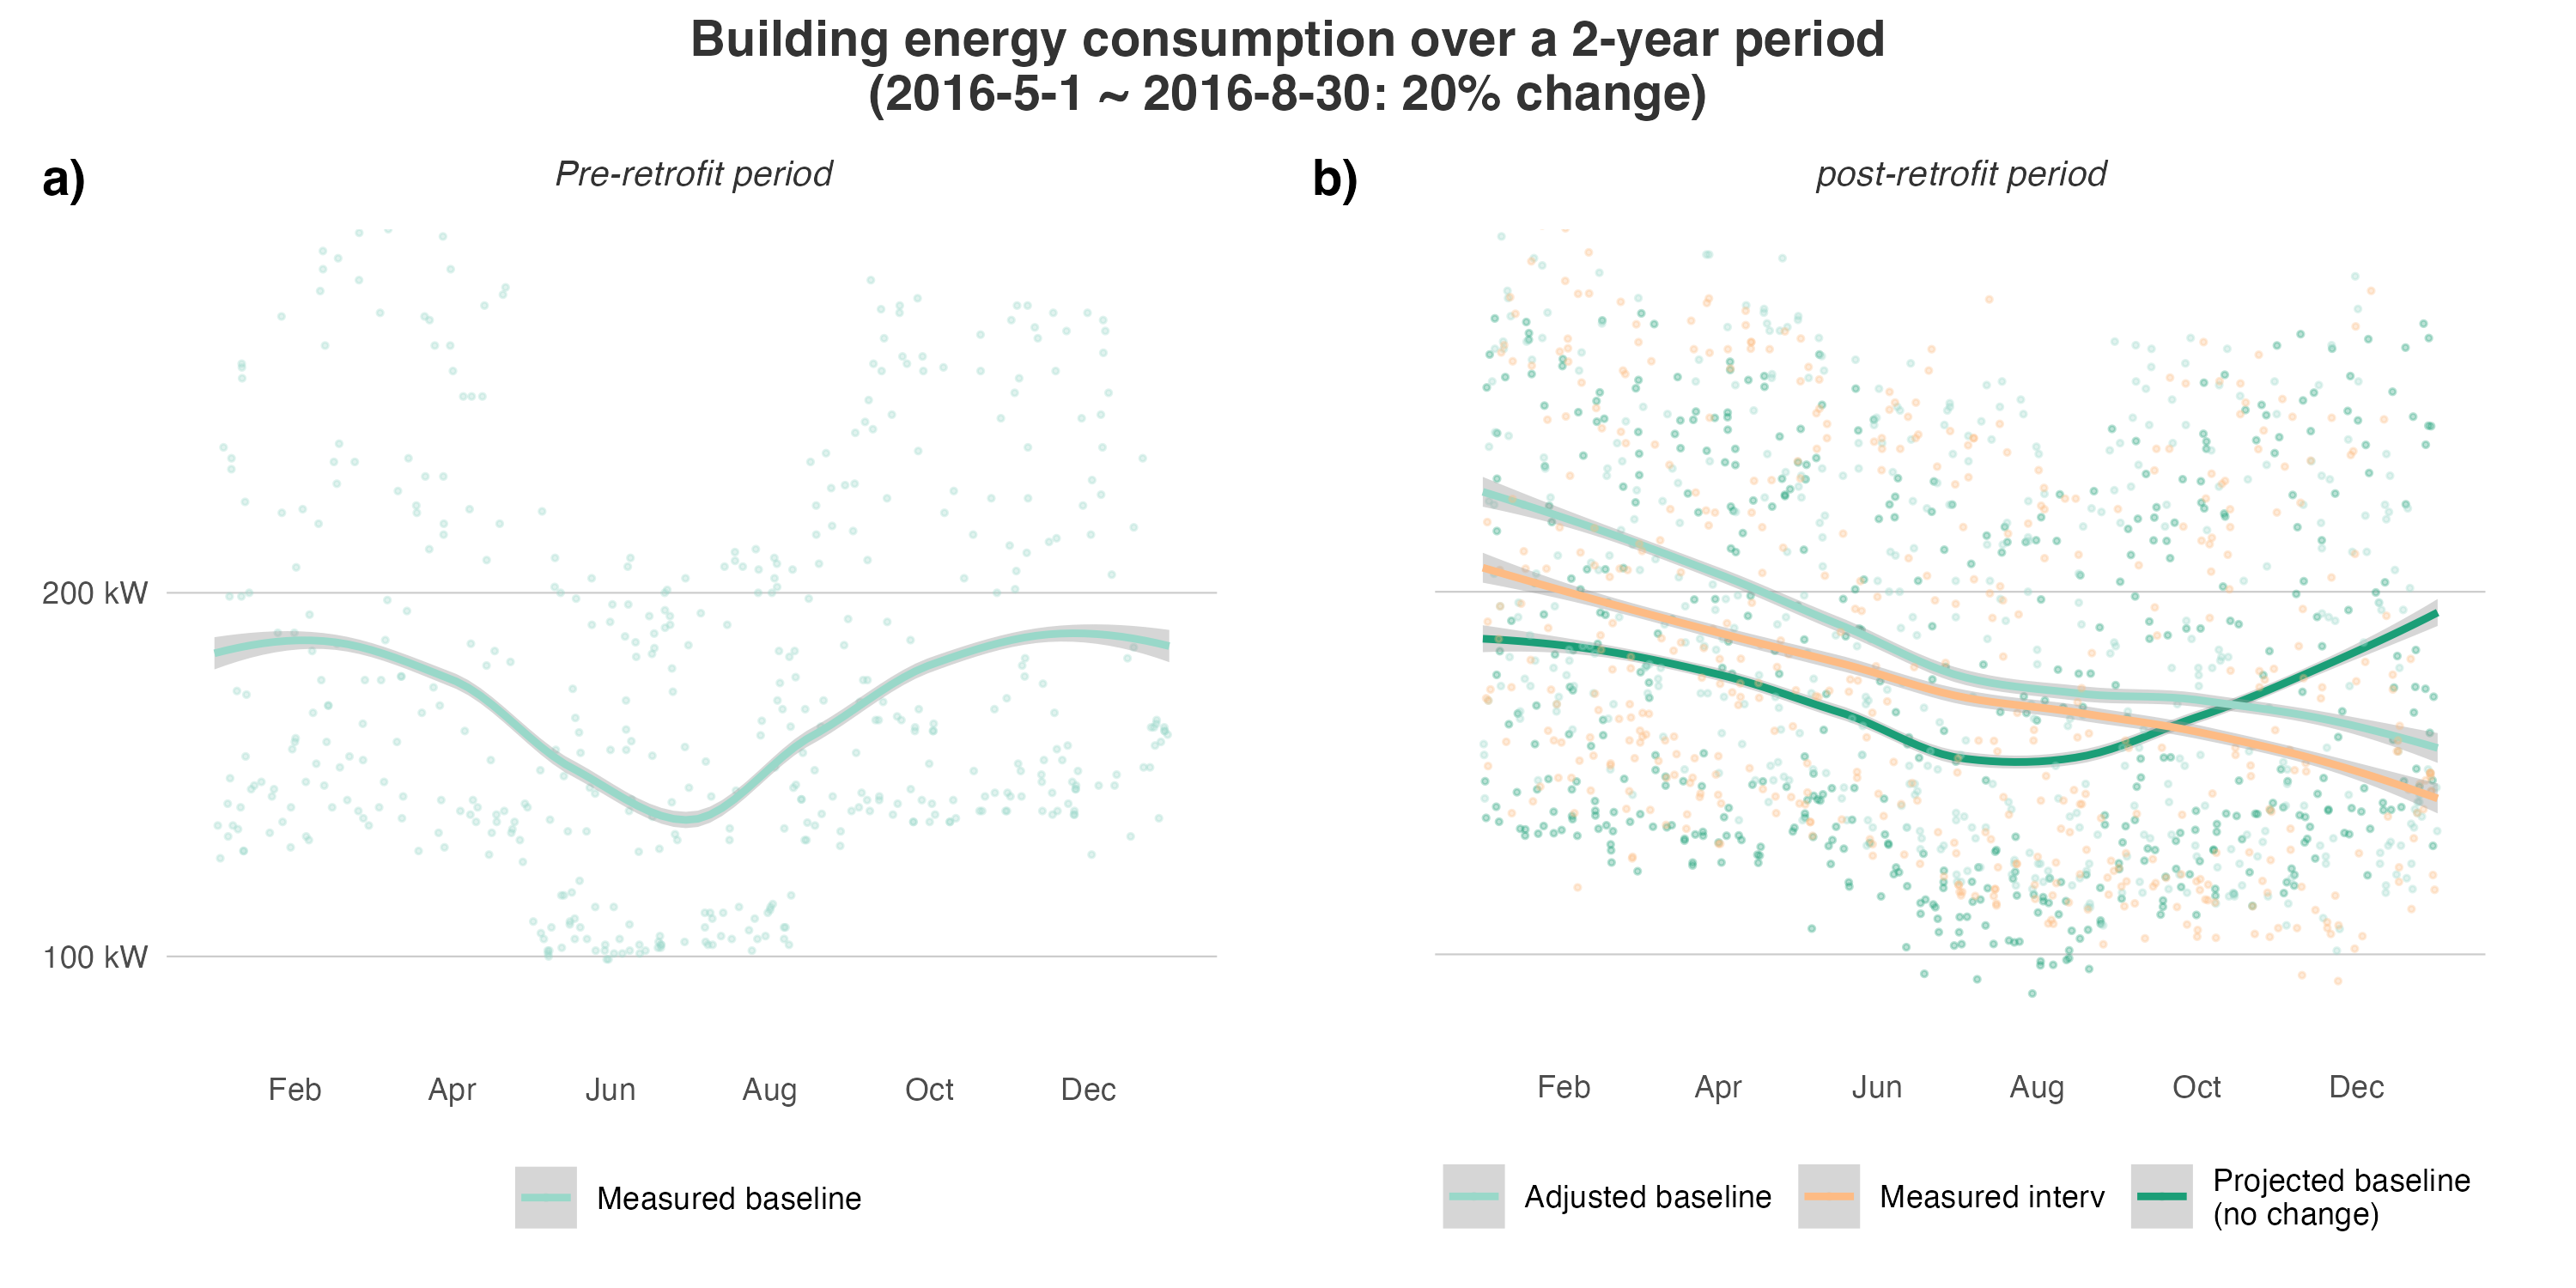 Building energy consumption over a 2-year period
(2016-5-1 ~ 2016-8-30: 20% change)
a)
Pre-retrofit period
200 kW
100 kW
Feb Apr Jun Aug Oct Dec
Measured baseline
b)
post-retrofit period
Feb Apr Jun Aug Oct Dec
Adjusted baseline
Measured interv
Projected baseline
(no change)